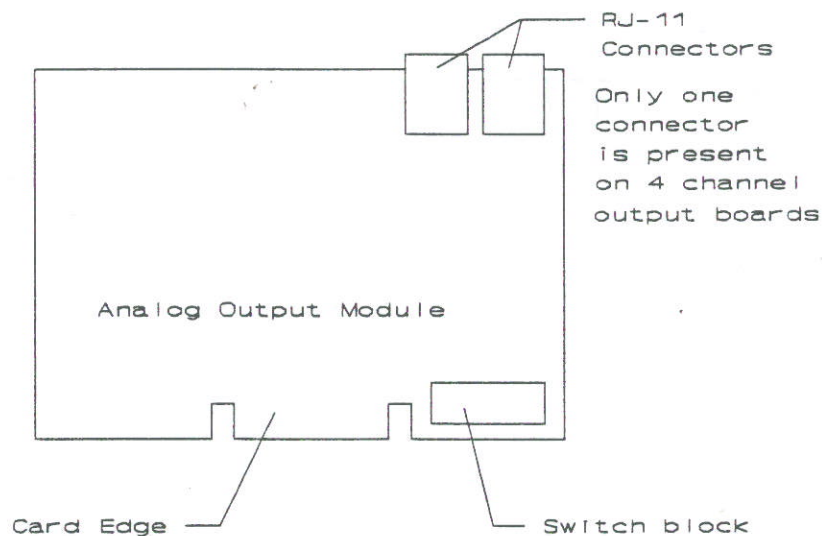 RJ-11
Connectors
Only one
connector
is present
on 4 channel
output boards
Analog Output Module
Card Edge
Switch block